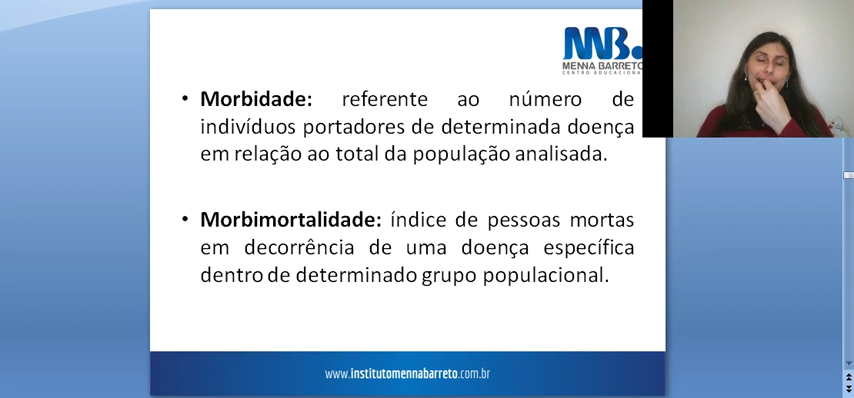 MB.
MENNA BARRETO
CENTRO EDUCACIONAL
• Morbidade: referente ao número de
indivíduos portadores de determinada doença
em relação ao total da população analisada.
• Morbimortalidade: índice de pessoas mortas
em decorrência de uma doença específica
dentro de determinado grupo populacional.
www.institutomennabarreto.com.br